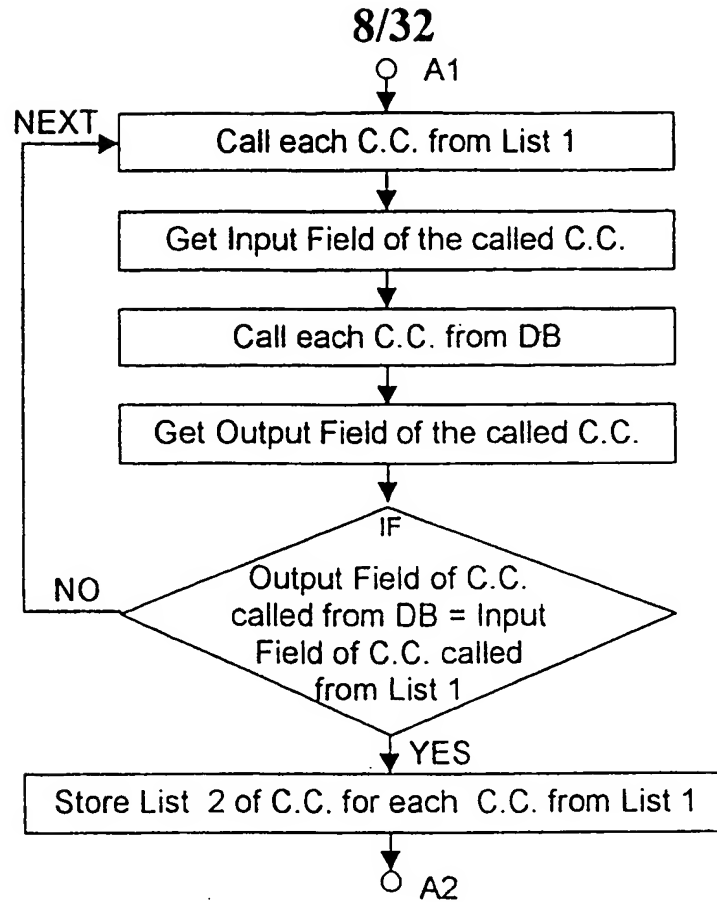 8/32
A1
NEXT
Call each C.C. from List 1
Get Input Field of the called C.C.
Call each C.C. from DB
Get Output Field of the called C.C.
IF
Output Field of C.C.
called from DB = Input
Field of C.C. called
from List 1
NO
YES
Store List 2 of C.C. for each C.C. from List 1
A2